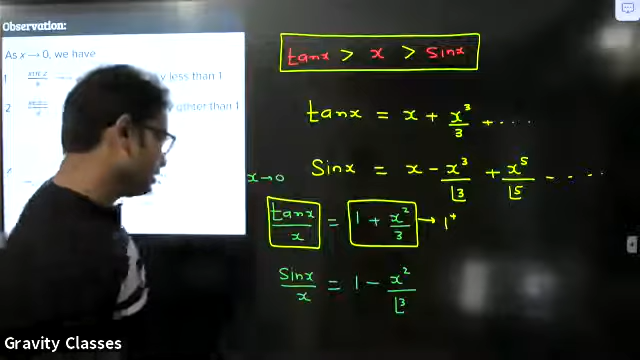 Observation:
As x → 0, we have
1
less than 1
2
than 1
tanx > x > sinx
tanx = x + x³/3 + ....
x → 0
Sinx = x - x³/⌊3 + x⁵/⌊5 - ....
tanx/x = 1 + x²/3 → 1⁺
Sinx/x = 1 - x²/⌊3
Gravity Classes